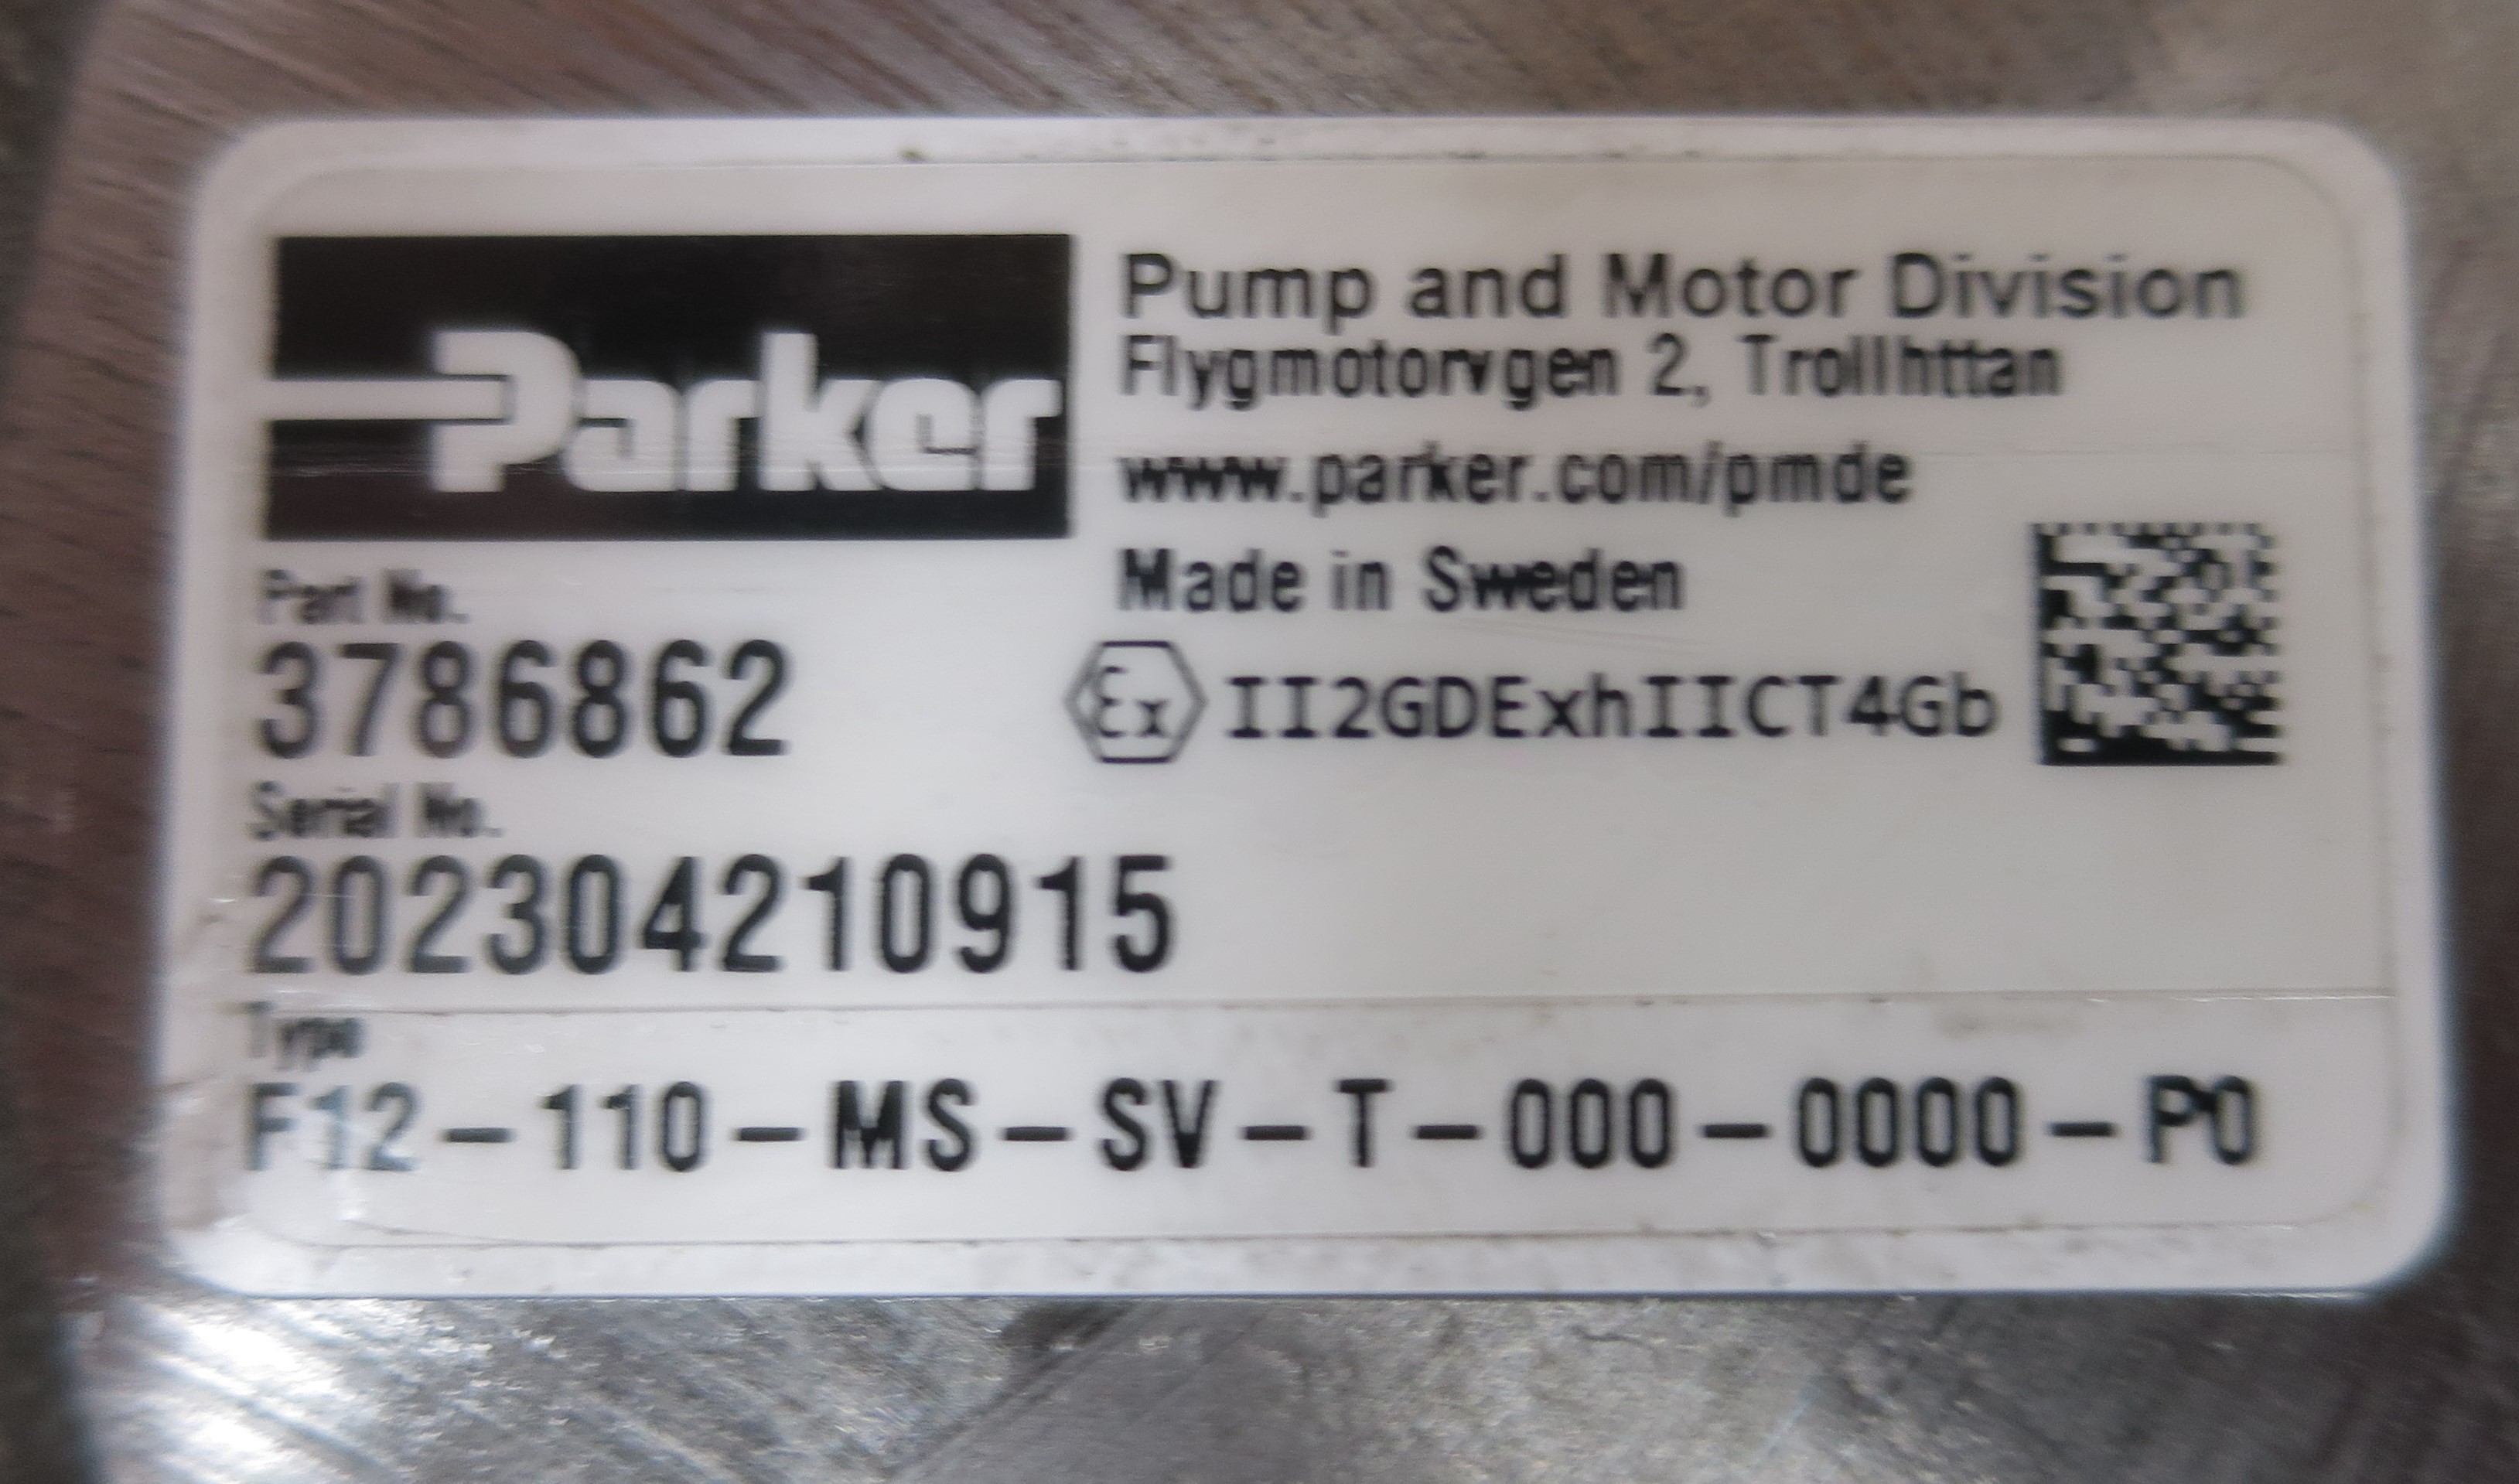 Parker
Pump and Motor Division
Flygmotorvgen 2, Trollhttan
www.parker.com/pmde
Made in Sweden
Part No.
3786862
Ex II2GDExhIICT4Gb
Serial No.
202304210915
Type
F12-110-MS-SV-T-000-0000-P0